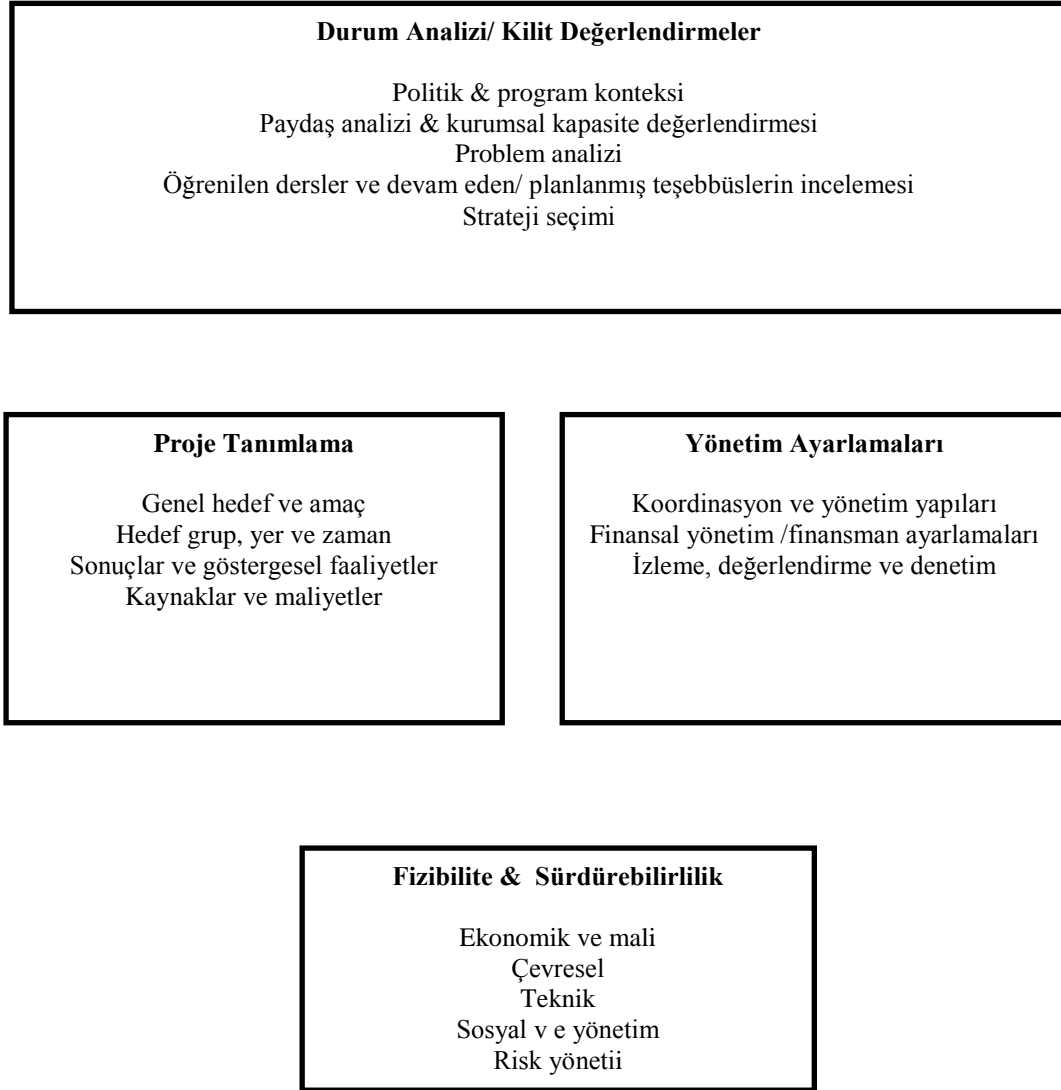 Durum Analizi/ Kilit Değerlendirmeler
Politik & program konteksi
Paydaş analizi & kurumsal kapasite değerlendirmesi
Problem analizi
Öğrenilen dersler ve devam eden/ planlanmış teşebbüslerin incelemesi
Strateji seçimi
Proje Tanımlama
Genel hedef ve amaç
Hedef grup, yer ve zaman
Sonuçlar ve göstergesel faaliyetler
Kaynaklar ve maliyetler
Yönetim Ayarlamaları
Koordinasyon ve yönetim yapıları
Finansal yönetim /finansman ayarlamaları
İzleme, değerlendirme ve denetim
Fizibilite &  Sürdürebilirlilik
Ekonomik ve mali
Çevresel
Teknik
Sosyal v e yönetim
Risk yönetii